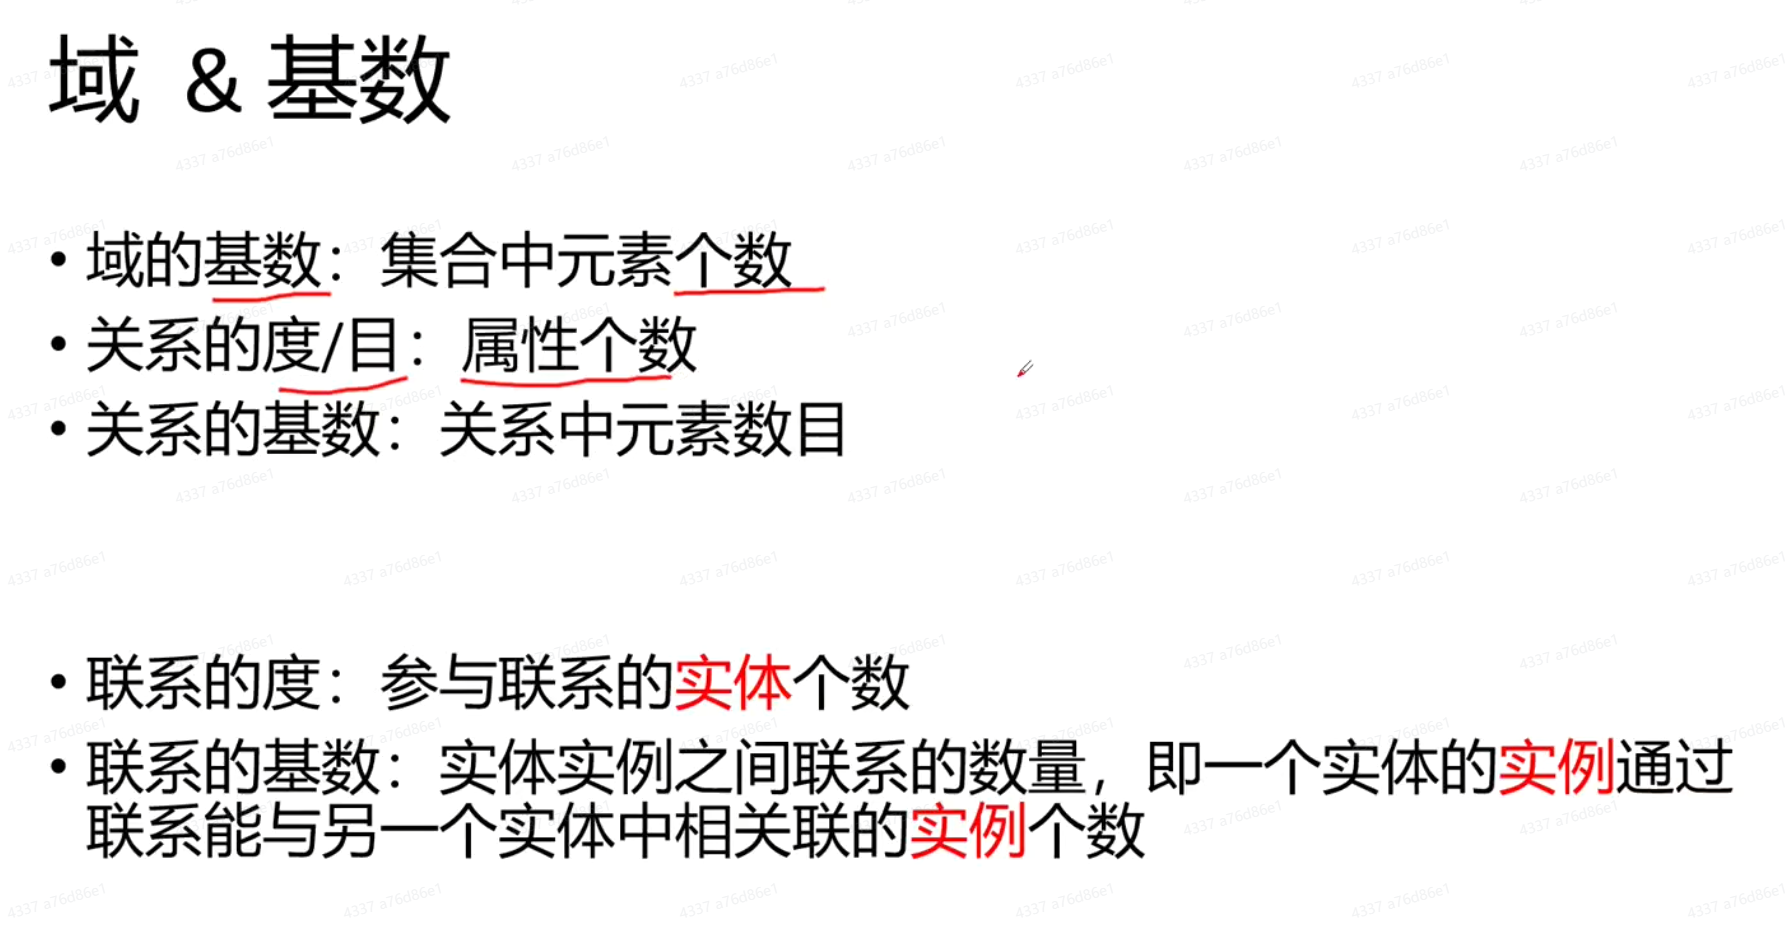 域 & 基数
• 域的基数：集合中元素个数
• 关系的度/目：属性个数
• 关系的基数：关系中元素数目
• 联系的度：参与联系的实体个数
• 联系的基数：实体实例之间联系的数量，即一个实体的实例通过
联系能与另一个实体中相关联的实例个数
4337 a76d86e1